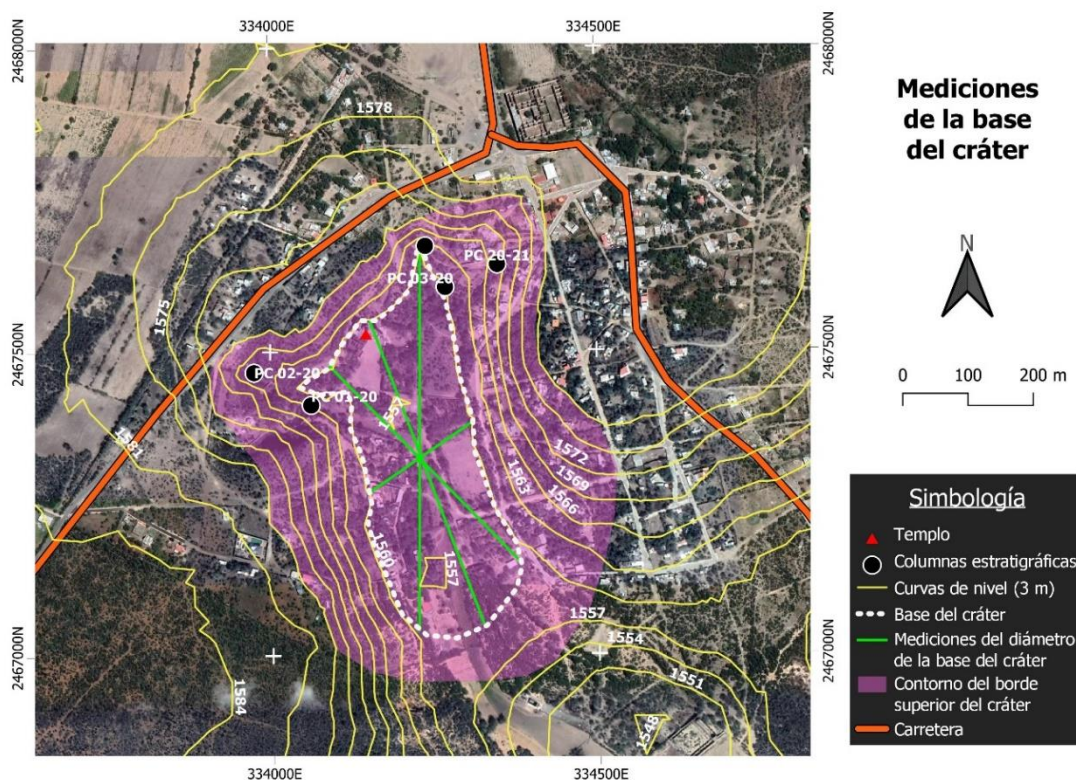 334000E
334500E
2468000N
2468000N
Mediciones
de la base
del cráter
1578
PC 20-21
PC 03-20
N
1575
2467500N
2467500N
PC 02-20
PC 01-20
0 100 200 m
1581
1572
1569
1563
1566
1560
1557
1557
1554
1551
2467000N
2467000N
1584
1548
334000E
334500E
Simbología
Templo
Columnas estratigráficas
Curvas de nivel (3 m)
Base del cráter
Mediciones del diámetro
de la base del cráter
Contorno del borde
superior del cráter
Carretera